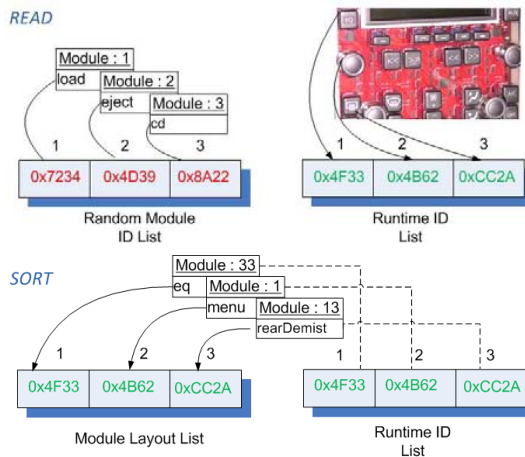 READ
Module : 1
load
Module : 2
eject
Module : 3
cd
1 2 3
0x7234 0x4D39 0x8A22
Random Module
ID List
<< >>
1 2 3
0x4F33 0x4B62 0xCC2A
Runtime ID
List
SORT
Module : 33
eq
Module : 1
menu
Module : 13
rearDemist
1 2 3
0x4F33 0x4B62 0xCC2A
Module Layout List
1 2 3
0x4F33 0x4B62 0xCC2A
Runtime ID
List